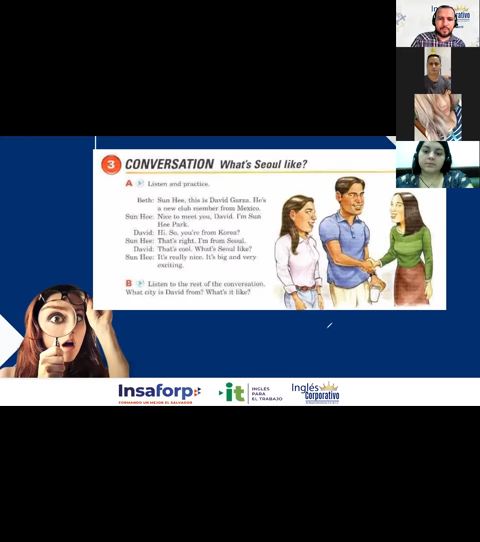 Inglés
Corporativo
3 CONVERSATION What's Seoul like?
A Listen and practice.
Beth: Sun Hee, this is David Garza. He's
a new club member from Mexico.
Sun Hee: Nice to meet you, David. I'm Sun
Hee Park.
David: Hi. So, you're from Korea?
Sun Hee: That's right. I'm from Seoul.
David: That's cool. What's Seoul like?
Sun Hee: It's really nice. It's big and very
exciting.
B Listen to the rest of the conversation.
What city is David from? What's it like?
Insaforp
FORMANDO UN MEJOR EL SALVADOR
it
INGLÉS
PARA
EL TRABAJO
Inglés
Corporativo